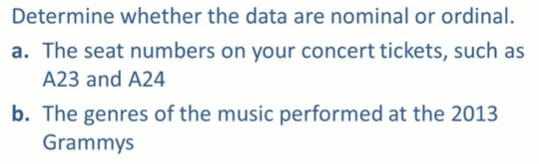 Determine whether the data are nominal or ordinal.
a. The seat numbers on your concert tickets, such as
A23 and A24
b. The genres of the music performed at the 2013
Grammys